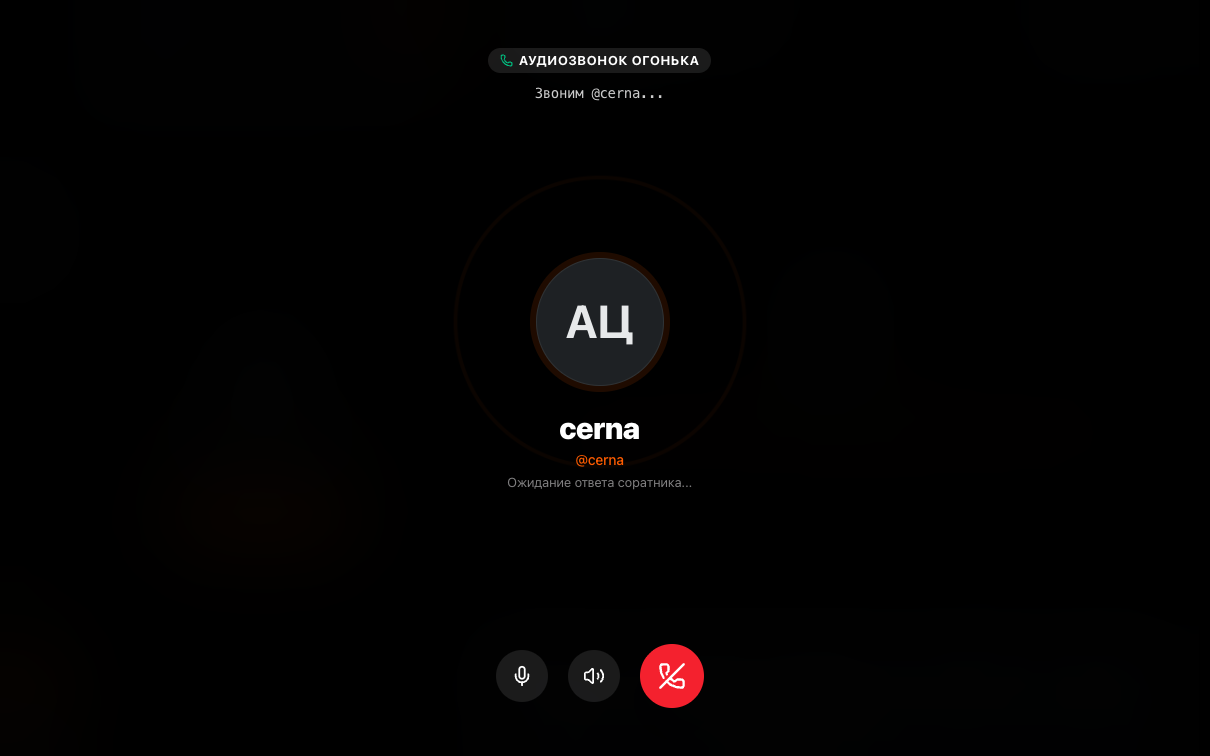 АУДИОЗВОНОК ОГОНЬКА
Звоним @cerna...
АЦ
cerna
@cerna
Ожидание ответа соратника...